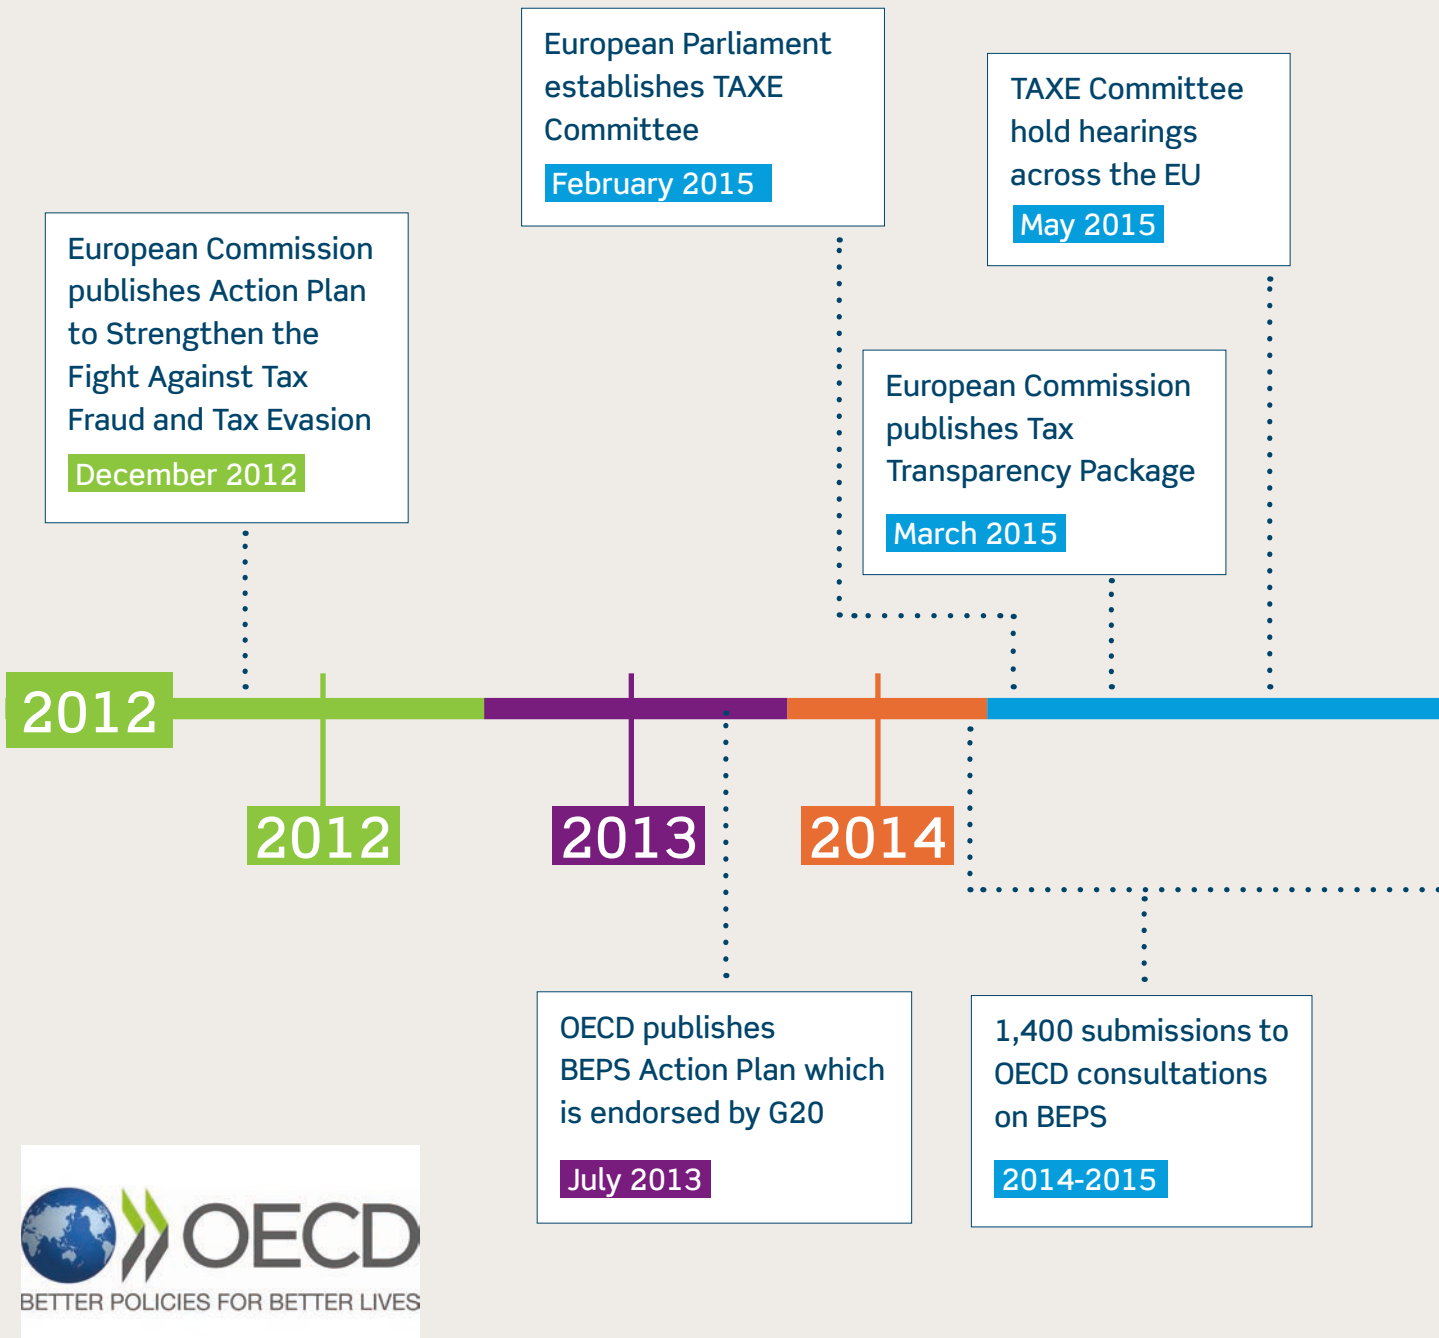 European Parliament
establishes TAXE
Committee
February 2015
TAXE Committee
hold hearings
across the EU
May 2015
European Commission
publishes Action Plan
to Strengthen the
Fight Against Tax
Fraud and Tax Evasion
December 2012
European Commission
publishes Tax
Transparency Package
March 2015
2012
2012
2013
2014
OECD publishes
BEPS Action Plan which
is endorsed by G20
July 2013
1,400 submissions to
OECD consultations
on BEPS
2014-2015
OECD
BETTER POLICIES FOR BETTER LIVES